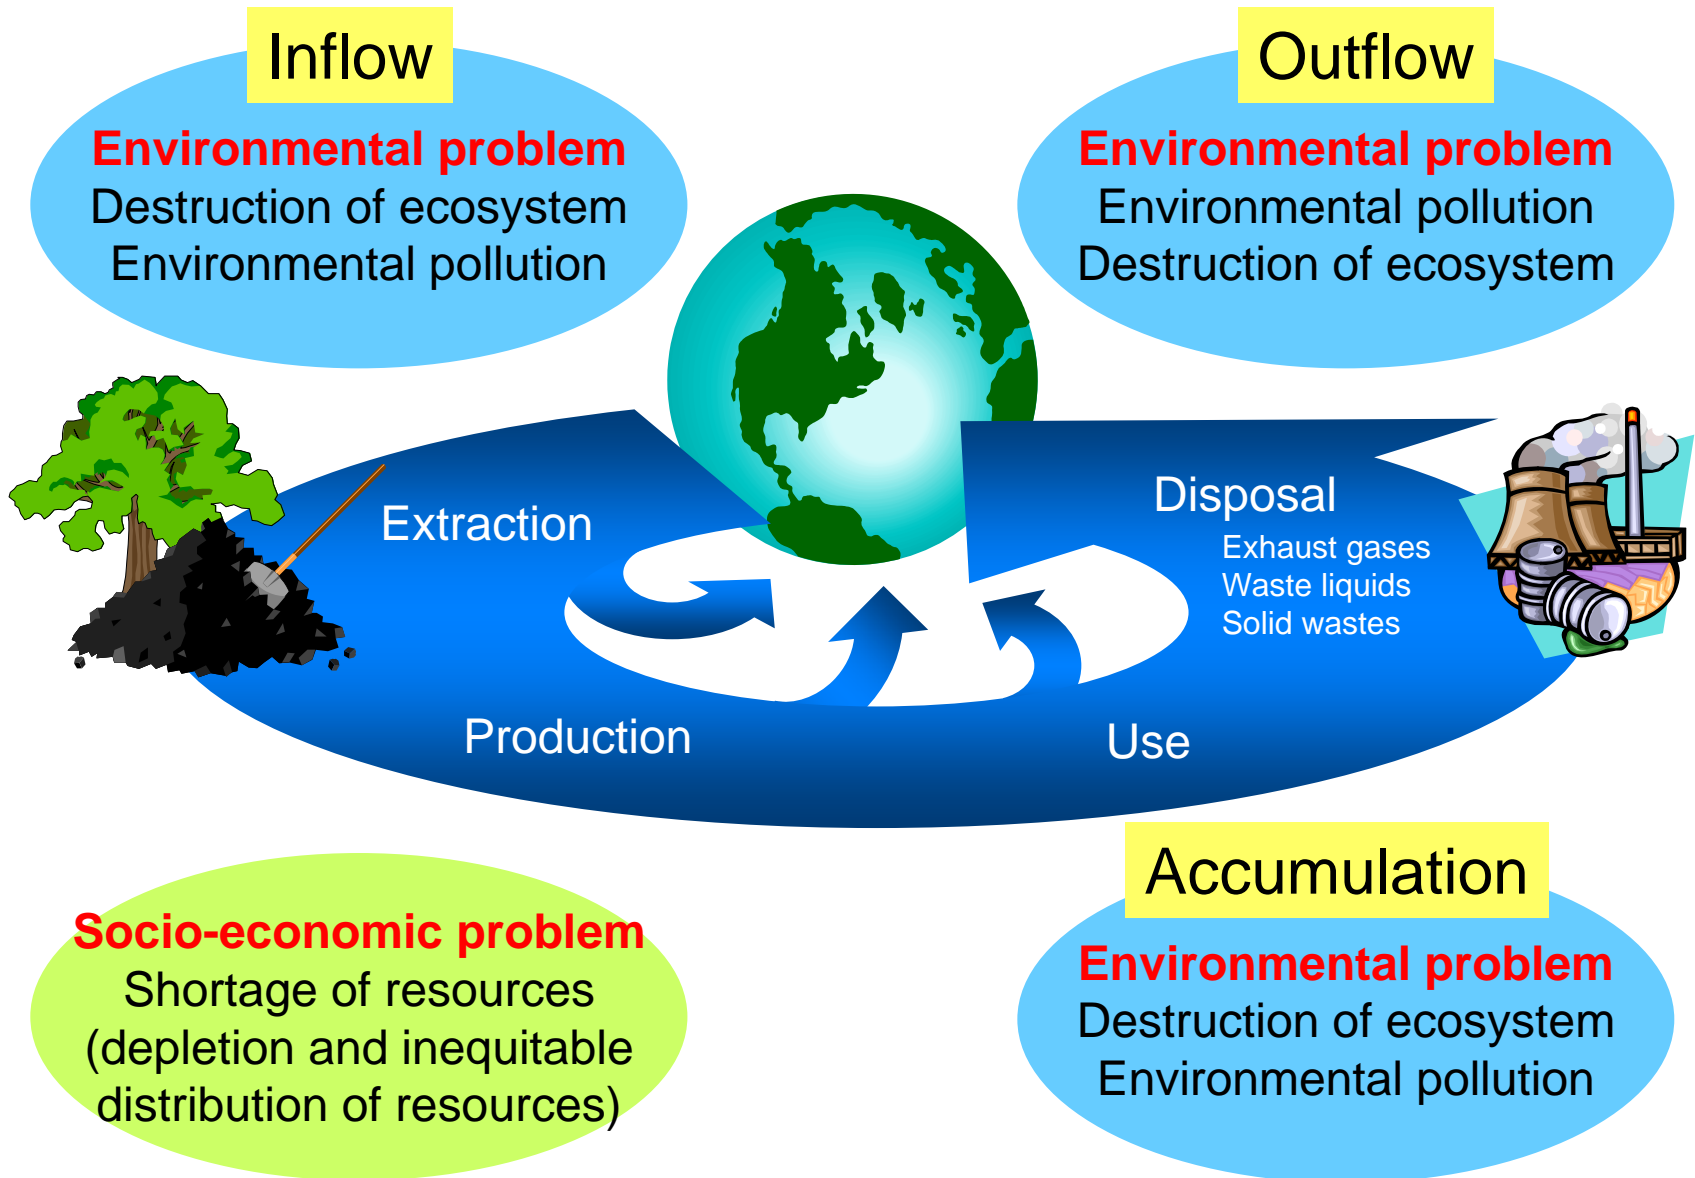 Inflow
Environmental problem
Destruction of ecosystem
Environmental pollution
Outflow
Environmental problem
Environmental pollution
Destruction of ecosystem
Extraction
Disposal
Exhaust gases
Waste liquids
Solid wastes
Production
Use
Socio-economic problem
Shortage of resources
(depletion and inequitable
distribution of resources)
Accumulation
Environmental problem
Destruction of ecosystem
Environmental pollution